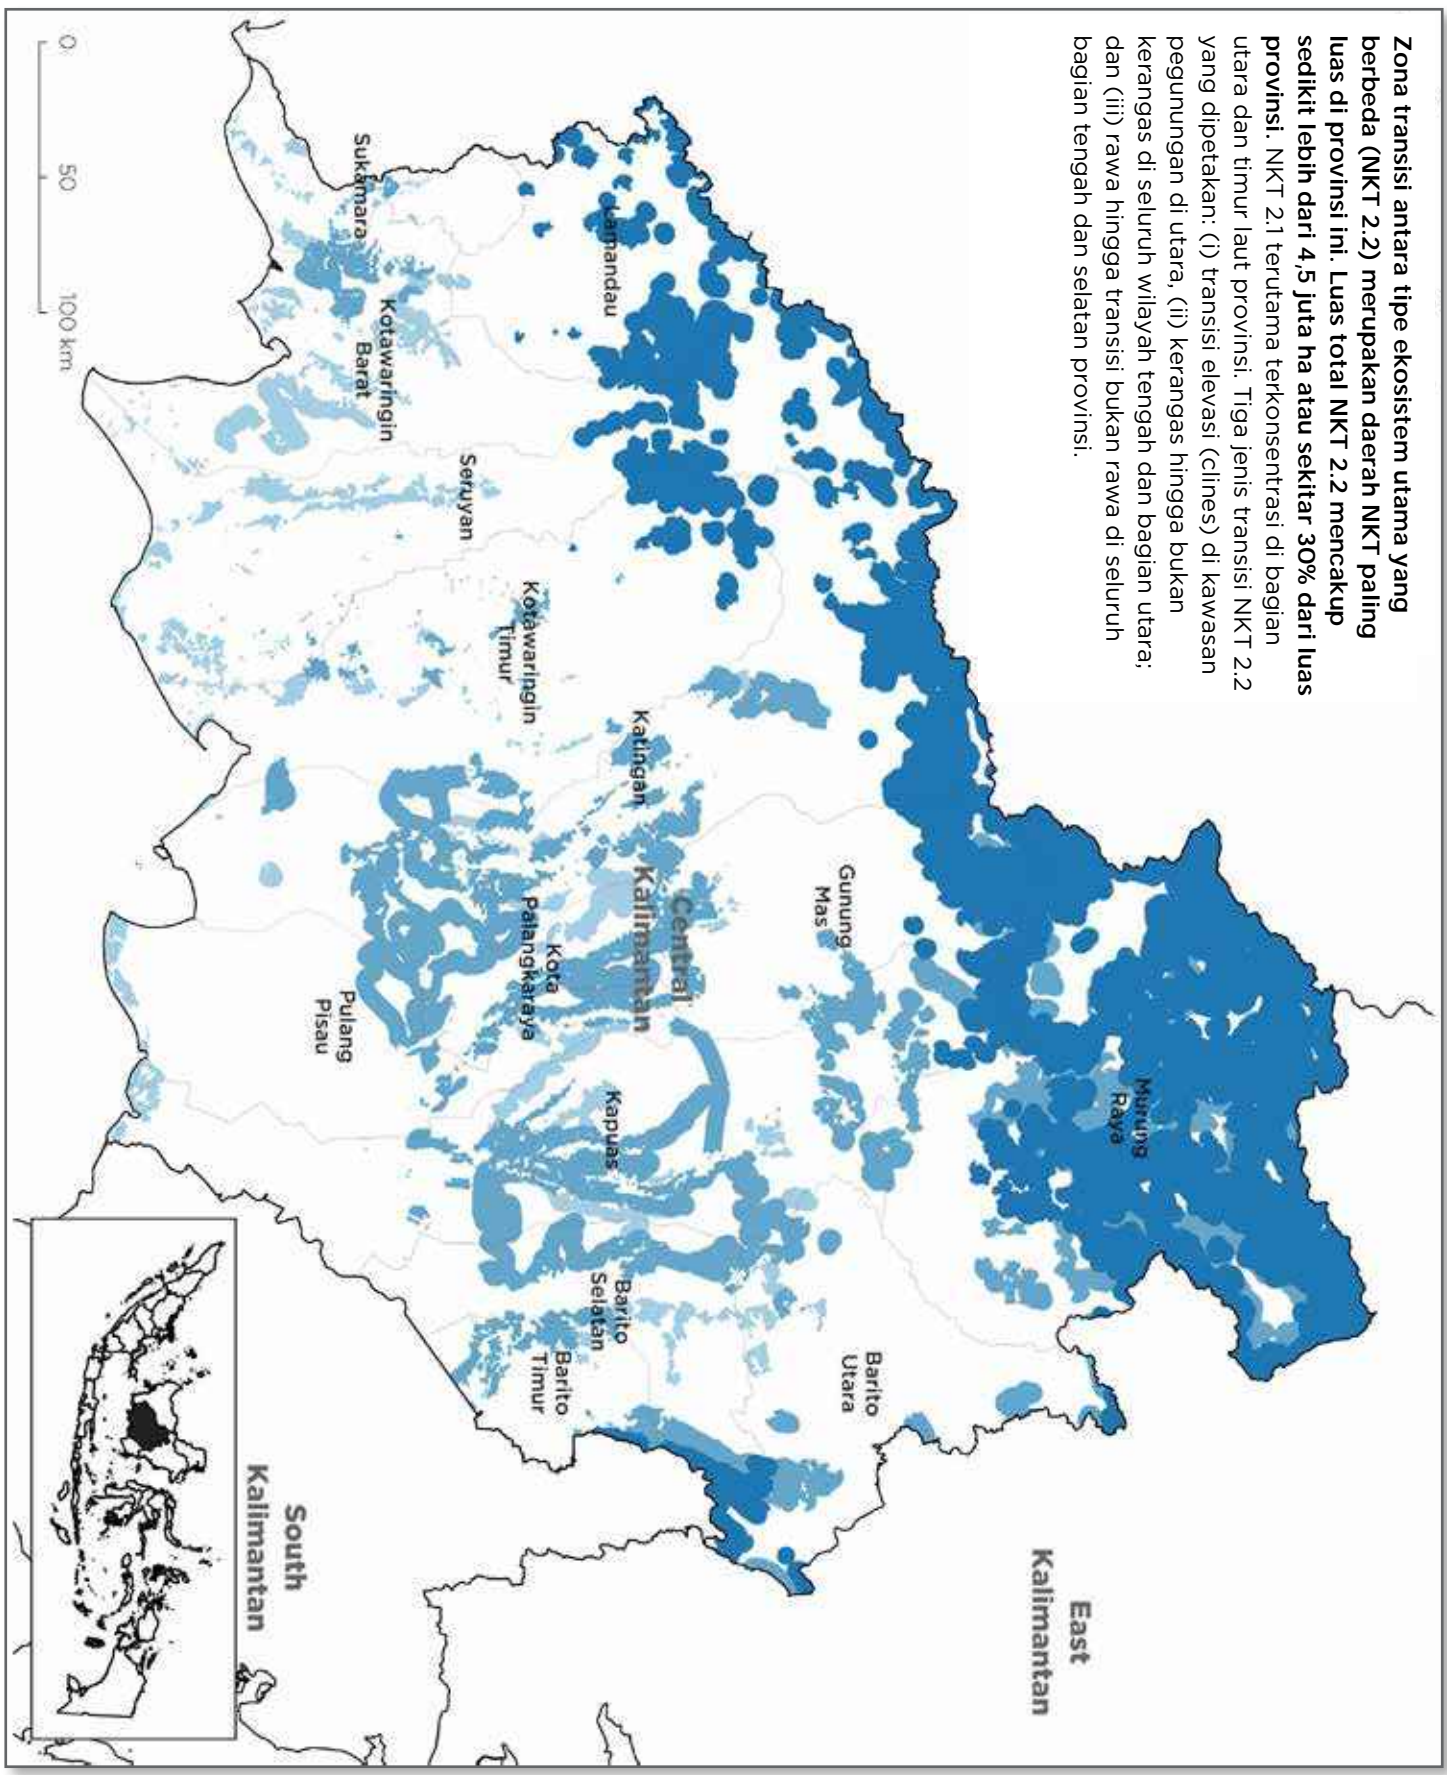 Zona transisi antara tipe ekosistem utama yang
berbeda (NKT 2.2) merupakan daerah NKT paling
luas di provinsi ini. Luas total NKT 2.2 mencakup
sedikit lebih dari 4,5 juta ha atau sekitar 30% dari luas
provinsi. NKT 2.1 terutama terkonsentrasi di bagian
utara dan timur laut provinsi. Tiga jenis transisi NKT 2.2
yang dipetakan: (i) transisi elevasi (clines) di kawasan
pegunungan di utara, (ii) kerangas hingga bukan
kerangas di seluruh wilayah tengah dan bagian utara;
dan (iii) rawa hingga transisi bukan rawa di seluruh
bagian tengah dan selatan provinsi.
East
Kalimantan
Murung
Raya
Gunung
Mas
Barito
Utara
Central
Kalimantan
Katingan
Lamandau
Kapuas
Barito
Selatan
Barito
Timur
Kota
Palangkaraya
Kotawaringin
Timur
Seruyan
Kotawaringin
Barat
Sukamara
Pulang
Pisau
South
Kalimantan
0 50 100 km